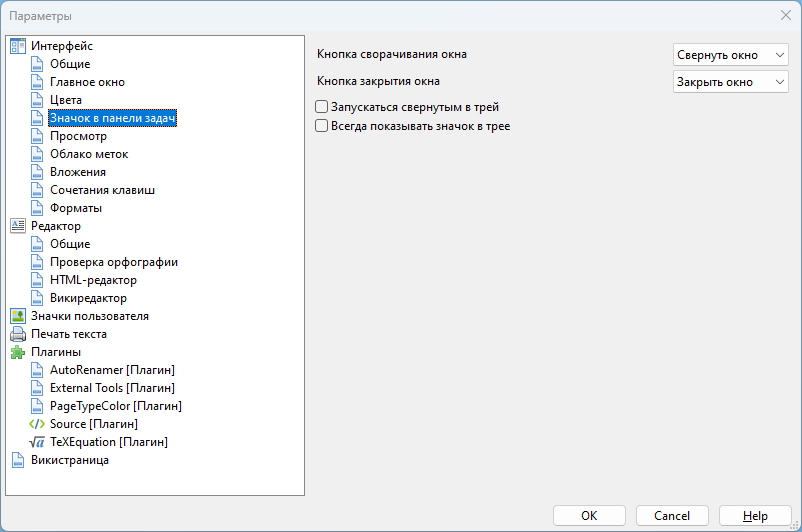 Параметры
Интерфейс
Общие
Главное окно
Цвета
Значок в панели задач
Просмотр
Облако меток
Вложения
Сочетания клавиш
Форматы
Редактор
Общие
Проверка орфографии
HTML-редактор
Викиредактор
Значки пользователя
Печать текста
Плагины
AutoRenamer [Плагин]
External Tools [Плагин]
PageTypeColor [Плагин]
Source [Плагин]
TeXEquation [Плагин]
Викистраница
Кнопка сворачивания окна Свернуть окно
Кнопка закрытия окна Закрыть окно
Запускаться свернутым в трей
Всегда показывать значок в трее
OK Cancel Help